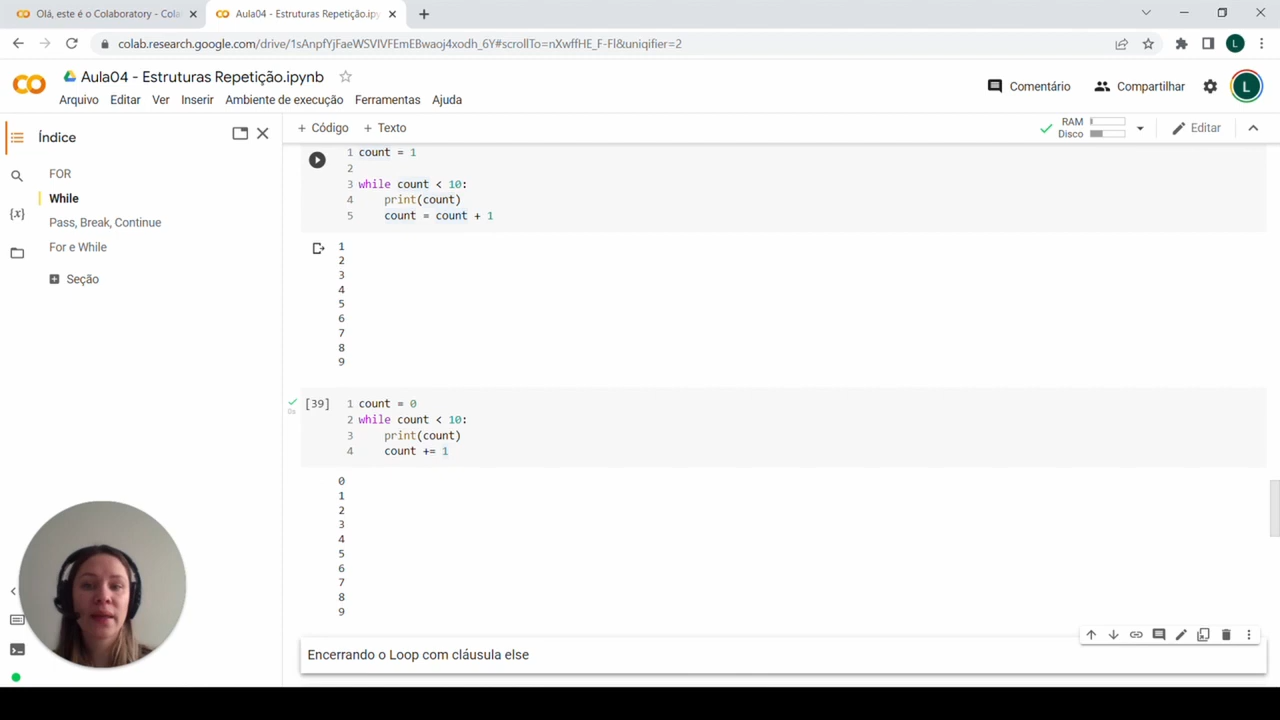 Olá, este é o Colaboratory - Cola
Aula04 - Estruturas Repetição.ipy
colab.research.google.com/drive/1sAnpfYjFaeWSVIVFEmEBwaoj4xodh_6Y#scrollTo=nXwffHE_F-Fl&uniqifier=2
L
Aula04 - Estruturas Repetição.ipynb
Arquivo Editar Ver Inserir Ambiente de execução Ferramentas Ajuda
Comentário
Compartilhar
L
Índice
FOR
While
Pass, Break, Continue
For e While
Seção
+ Código + Texto
RAM
Disco
Editar
1 count = 1
2
3 while count < 10:
4 print(count)
5 count = count + 1
1
2
3
4
5
6
7
8
9
0s
[39]
1 count = 0
2 while count < 10:
3 print(count)
4 count += 1
0
1
2
3
4
5
6
7
8
9
Encerrando o Loop com cláusula else